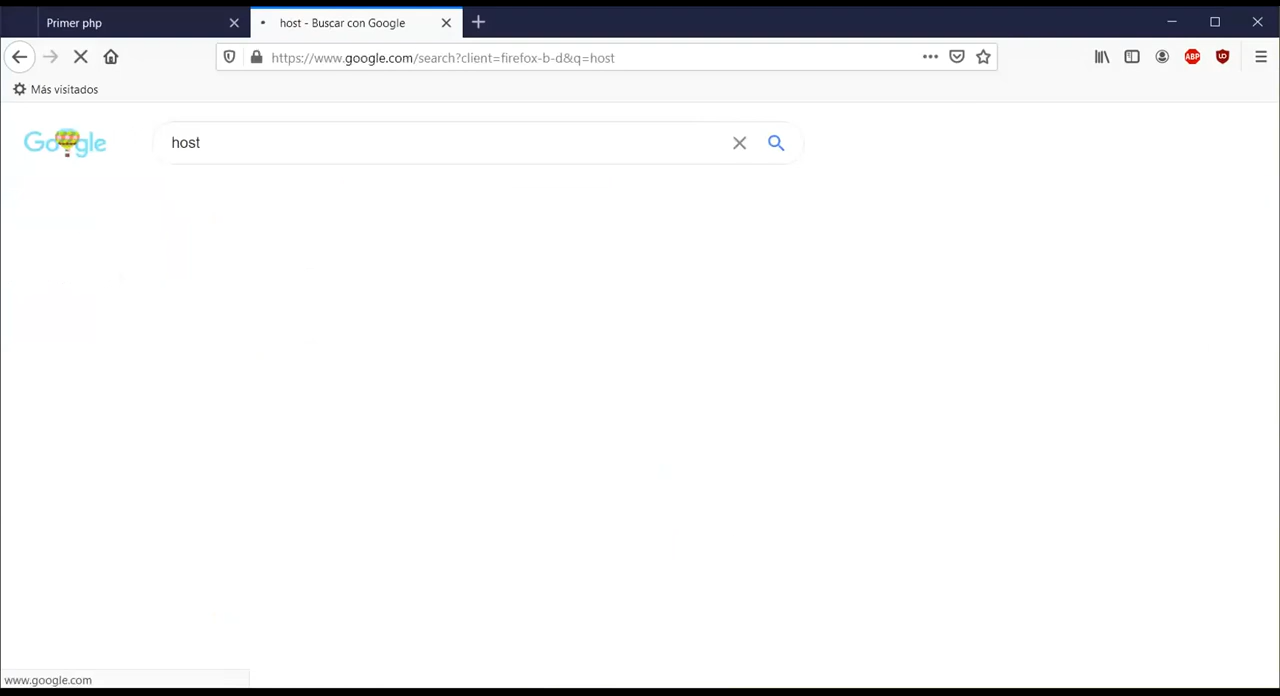 Primer php
host - Buscar con Google
https://www.google.com/search?client=firefox-b-d&q=host
ABP
Más visitados
Google
host
www.google.com